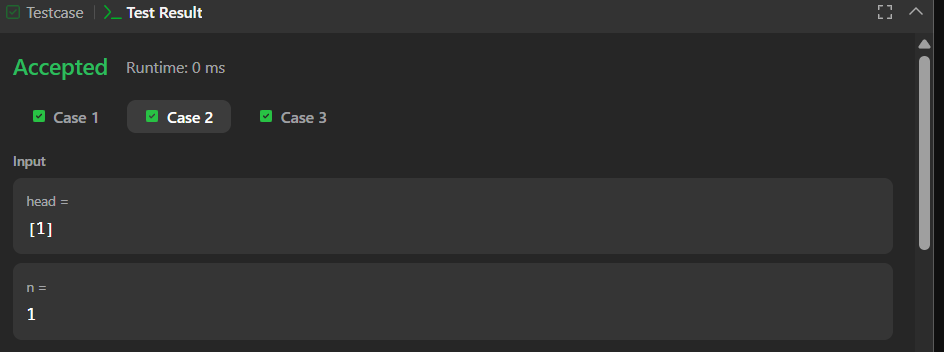 Testcase | >_ Test Result
Accepted Runtime: 0 ms
Case 1 Case 2 Case 3
Input
head =
[1]
n =
1